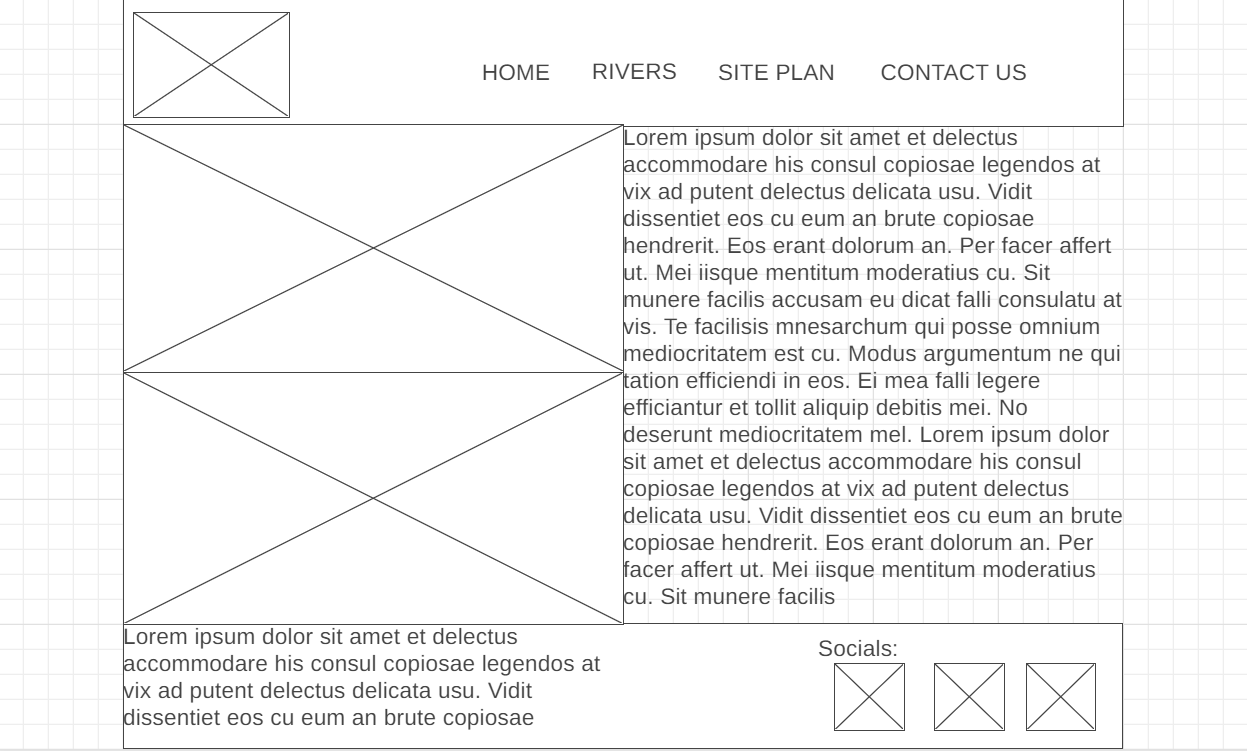 HOME RIVERS SITE PLAN CONTACT US
Lorem ipsum dolor sit amet et delectus
accommodare his consul copiosae legendos at
vix ad putent delectus delicata usu. Vidit
dissentiet eos cu eum an brute copiosae
hendrerit. Eos erant dolorum an. Per facer affert
ut. Mei iisque mentitum moderatius cu. Sit
munere facilis accusam eu dicat falli consulatu at
vis. Te facilisis mnesarchum qui posse omnium
mediocritatem est cu. Modus argumentum ne qui
tation efficiendi in eos. Ei mea falli legere
efficiantur et tollit aliquip debitis mei. No
deserunt mediocritatem mel. Lorem ipsum dolor
sit amet et delectus accommodare his consul
copiosae legendos at vix ad putent delectus
delicata usu. Vidit dissentiet eos cu eum an brute
copiosae hendrerit. Eos erant dolorum an. Per
facer affert ut. Mei iisque mentitum moderatius
cu. Sit munere facilis
Lorem ipsum dolor sit amet et delectus
accommodare his consul copiosae legendos at
vix ad putent delectus delicata usu. Vidit
dissentiet eos cu eum an brute copiosae
Socials: